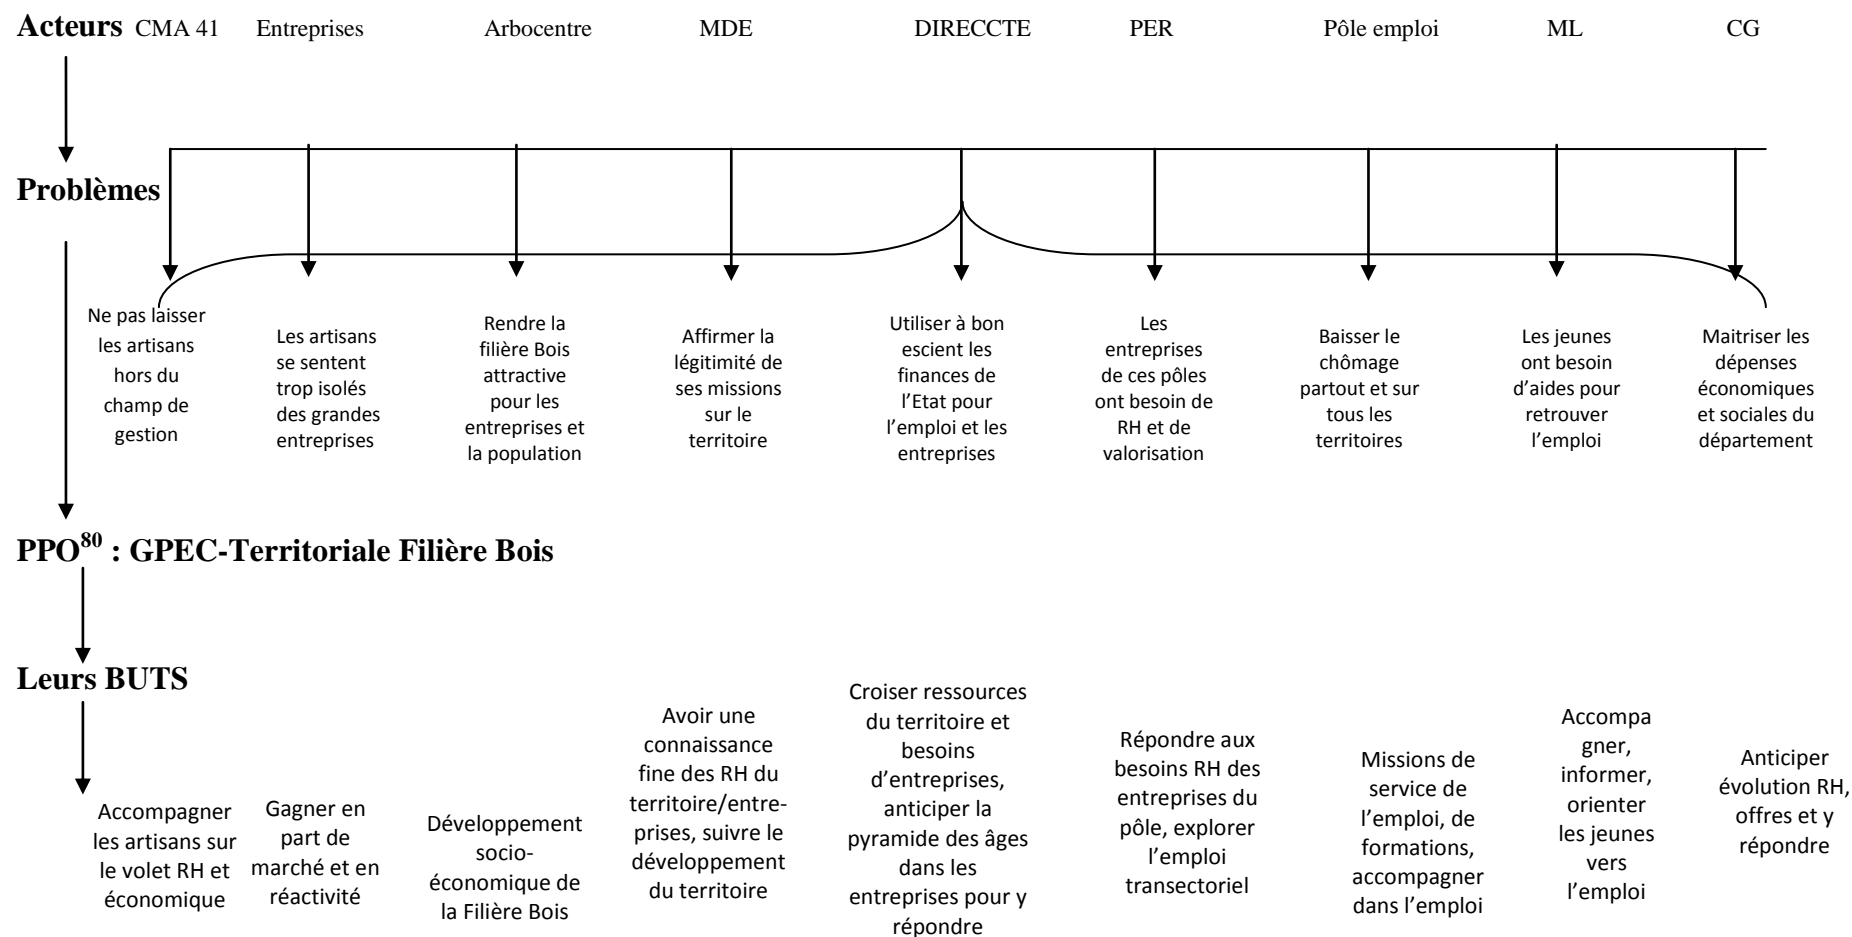 Acteurs CMA 41 Entreprises Arbocentre MDE DIRECCTE PER Pôle emploi ML CG
Problèmes
Ne pas laisser
les artisans
hors du
champ de
gestion
Les artisans
se sentent
trop isolés
des grandes
entreprises
Rendre la
filière Bois
attractive
pour les
entreprises et
la population
Affirmer la
légitimité de
ses missions
sur le
territoire
Utiliser à bon
escient les
finances de
l’Etat pour
l’emploi et les
entreprises
Les
entreprises
de ces pôles
ont besoin de
RH et de
valorisation
Baisser le
chômage
partout et sur
tous les
territoires
Les jeunes
ont besoin
d’aides pour
retrouver
l’emploi
Maitriser les
dépenses
économiques
et sociales du
département
PPO80 : GPEC-Territoriale Filière Bois
Leurs BUTS
Accompagner
les artisans sur
le volet RH et
économique
Gagner en
part de
marché et en
réactivité
Développement
socio-
économique de
la Filière Bois
Avoir une
connaissance
fine des RH du
territoire/entre-
prises, suivre le
développement
du territoire
Croiser ressources
du territoire et
besoins
d’entreprises,
anticiper la
pyramide des âges
dans les
entreprises pour y
répondre
Répondre aux
besoins RH des
entreprises du
pôle, explorer
l’emploi
transectoriel
Missions de
service de
l’emploi, de
formations,
accompagner
dans l’emploi
Accompa
gner,
informer,
orienter
les jeunes
vers
l’emploi
Anticiper
évolution RH,
offres et y
répondre